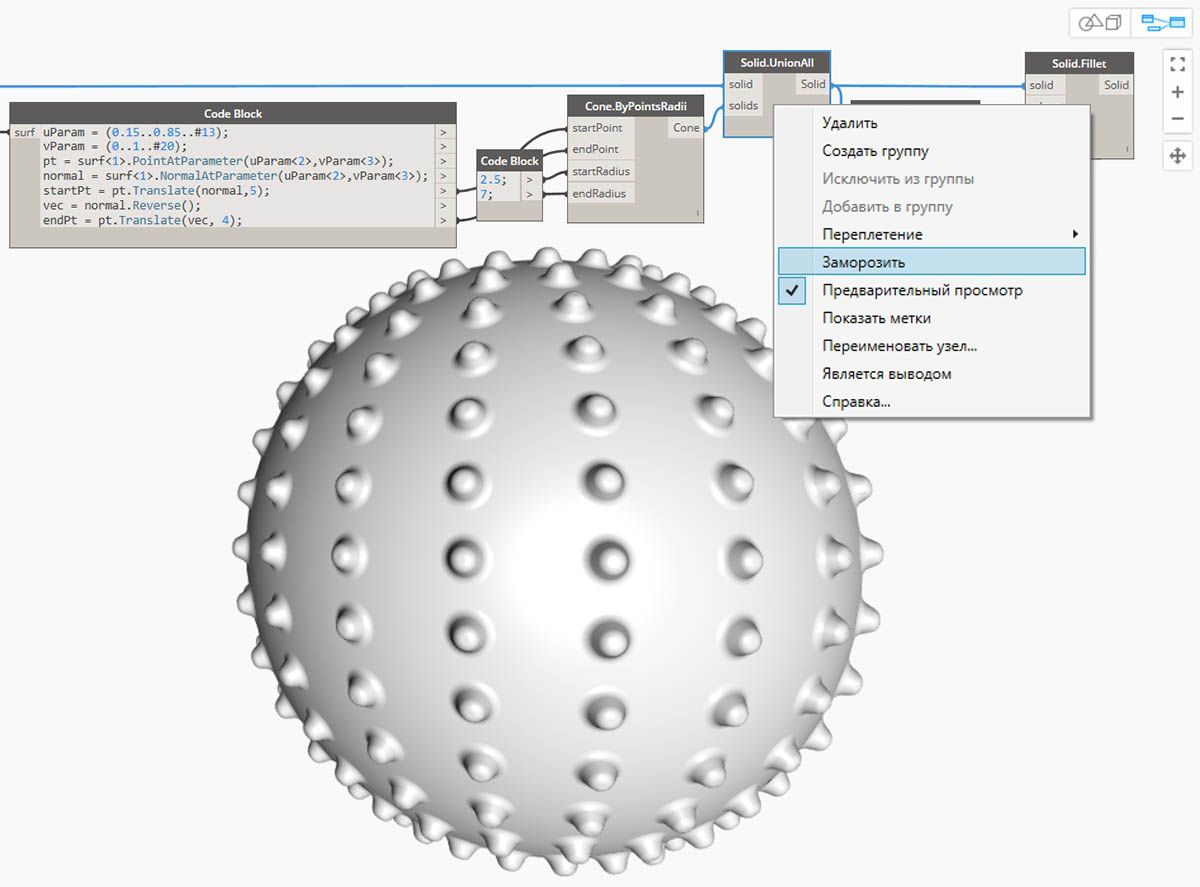 Code Block
surf
uParam = (0.15..0.85..#13); >
vParam = (0..1..#20); >
pt = surf<1>.PointAtParameter(uParam<2>,vParam<3>); >
normal = surf<1>.NormalAtParameter(uParam<2>,vParam<3>); >
startPt = pt.Translate(normal,5); >
vec = normal.Reverse(); >
endPt = pt.Translate(vec, 4); >
Code Block
2.5; >
7; >
Cone.ByPointsRadii
startPoint Cone
endPoint
startRadius
endRadius
Solid.UnionAll
solid Solid
solids
Solid.Fillet
solid Solid
Удалить
Создать группу
Исключить из группы
Добавить в группу
Переплетение
Заморозить
Предварительный просмотр
Показать метки
Переименовать узел...
Является выводом
Справка...